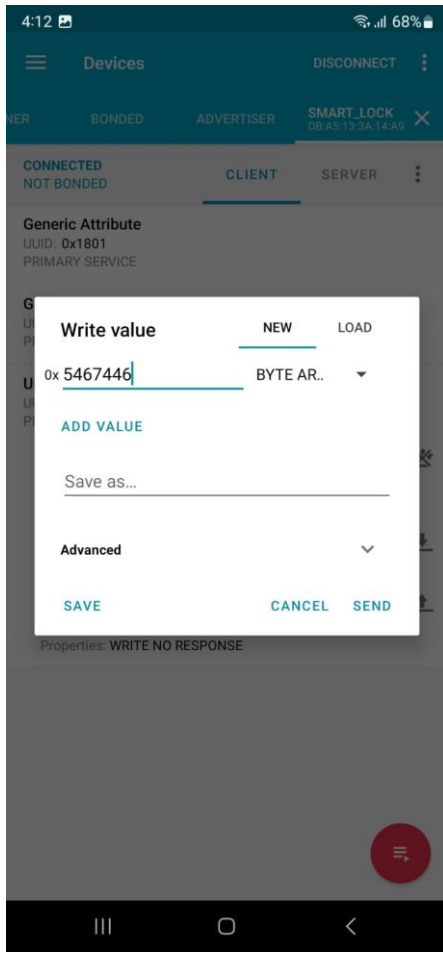 4:12 68%
Devices DISCONNECT
NER BONDED ADVERTISER SMART_LOCK
DB:A5:13:3A:14:A9
CONNECTED
NOT BONDED
CLIENT SERVER
Generic Attribute
UUID: 0x1801
PRIMARY SERVICE
G
U
P
Write value NEW LOAD
U
0x 5467446 BYTE AR..
U
P
ADD VALUE
Save as...
Advanced
SAVE CANCEL SEND
Properties: WRITE NO RESPONSE